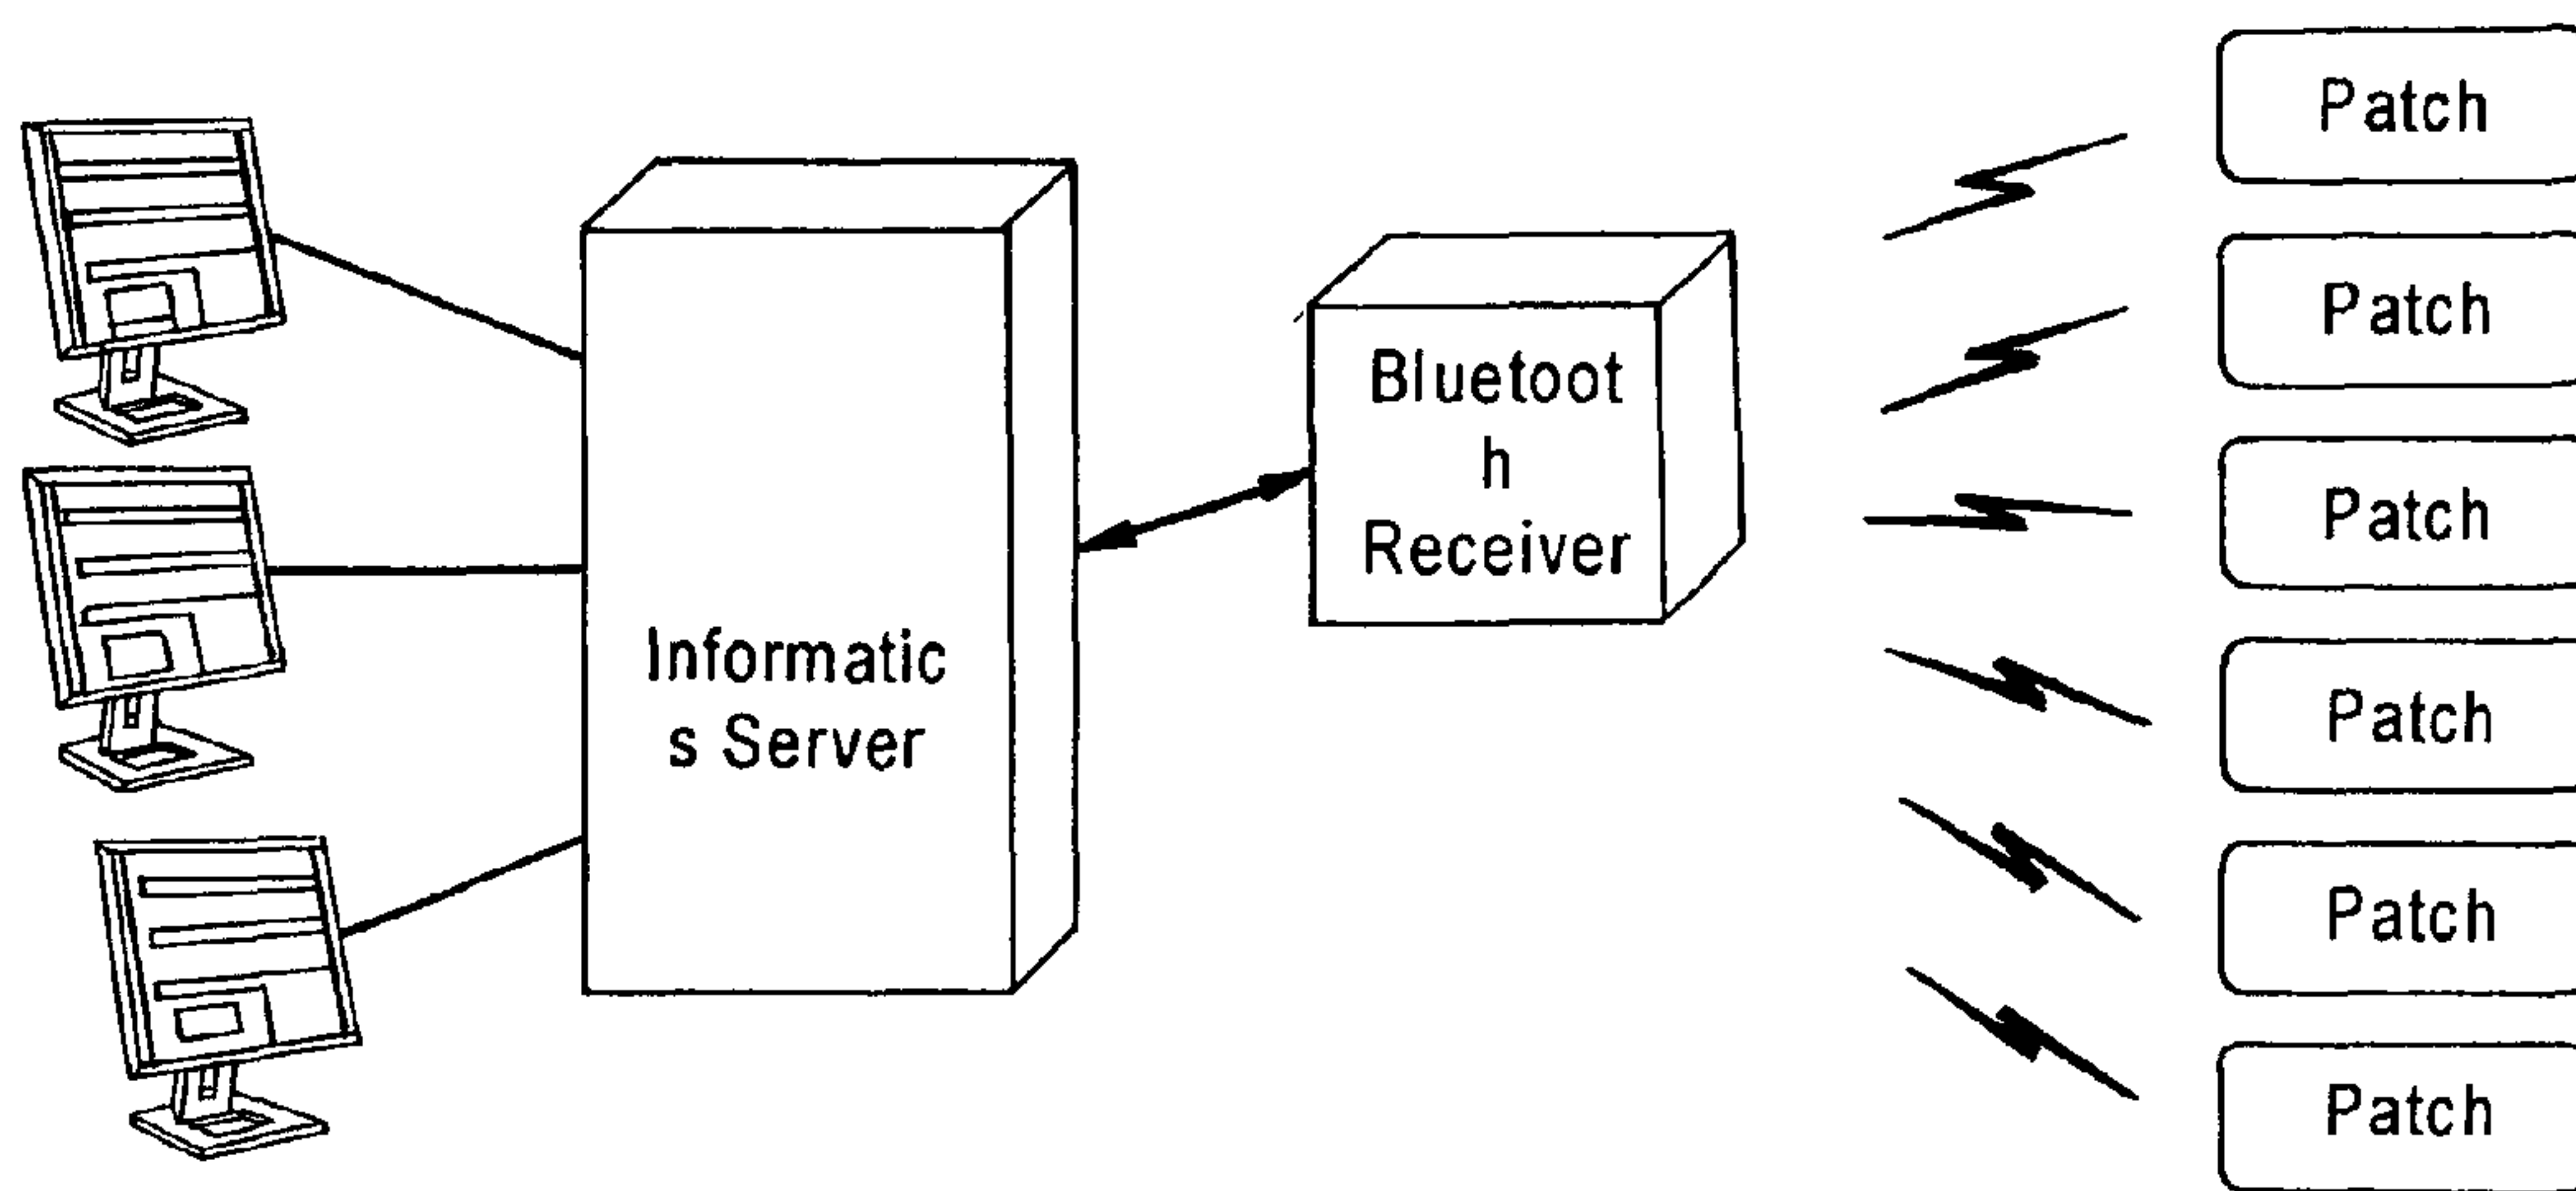 Informatic
s Server
Bluetoot
h
Receiver
Patch
Patch
Patch
Patch
Patch
Patch